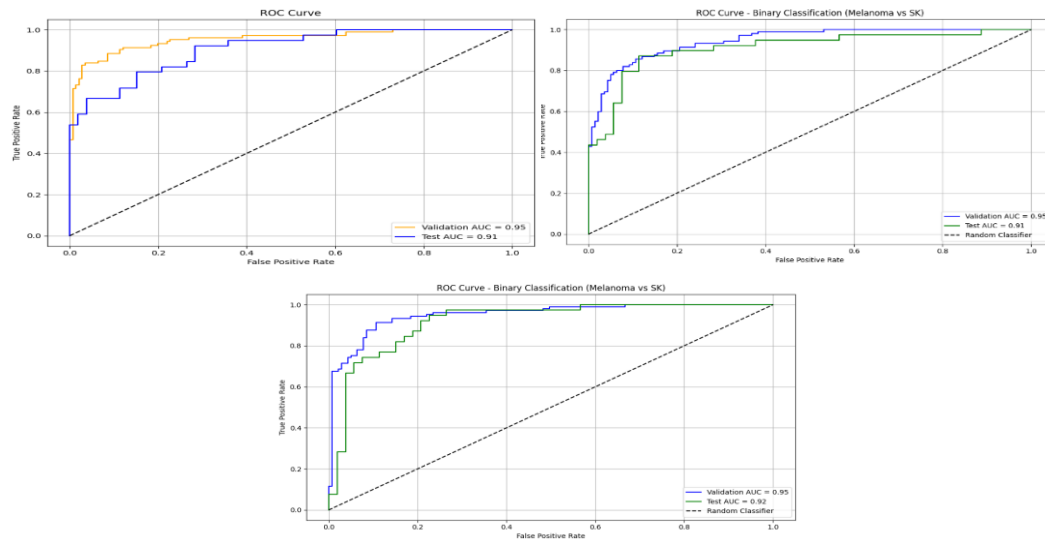 ROC Curve
True Positive Rate
1.0
0.8
0.6
0.4
0.2
0.0
0.0 0.2 0.4 0.6 0.8 1.0
False Positive Rate
Validation AUC = 0.95
Test AUC = 0.91
ROC Curve - Binary Classification (Melanoma vs SK)
True Positive Rate
1.0
0.8
0.6
0.4
0.2
0.0
0.0 0.2 0.4 0.6 0.8 1.0
False Positive Rate
Validation AUC = 0.95
Test AUC = 0.91
Random Classifier
ROC Curve - Binary Classification (Melanoma vs SK)
True Positive Rate
1.0
0.8
0.6
0.4
0.2
0.0
0.0 0.2 0.4 0.6 0.8 1.0
False Positive Rate
Validation AUC = 0.95
Test AUC = 0.92
Random Classifier